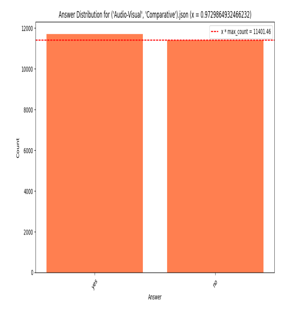 Answer Distribution for ('Audio-Visual', 'Comparative').json (x = 0.9729864932466232)
x * max_count = 11401.46
12000
10000
8000
6000
4000
2000
0
Count
yes
no
Answer